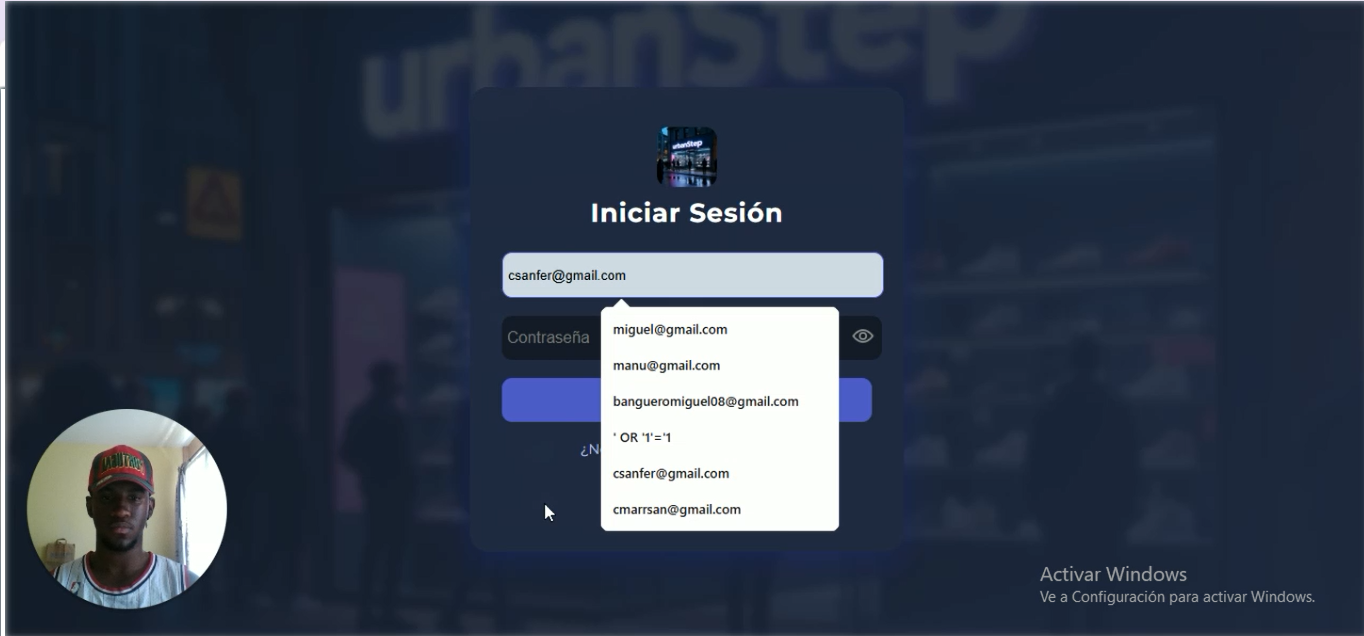 urbanStep
urbanStep
Iniciar Sesión
csanfer@gmail.com
Contraseña
miguel@gmail.com
manu@gmail.com
bangueromiguel08@gmail.com
' OR '1'='1
¿N
csanfer@gmail.com
cmarrsan@gmail.com
Activar Windows
Ve a Configuración para activar Windows.